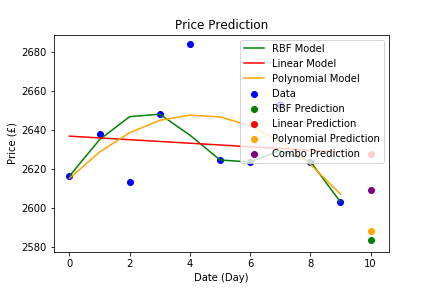 Price Prediction
2680
2660
2640
2620
2600
2580
Price (£)
RBF Model
Linear Model
Polynomial Model
Data
RBF Prediction
Linear Prediction
Polynomial Prediction
Combo Prediction
0 2 4 6 8 10
Date (Day)